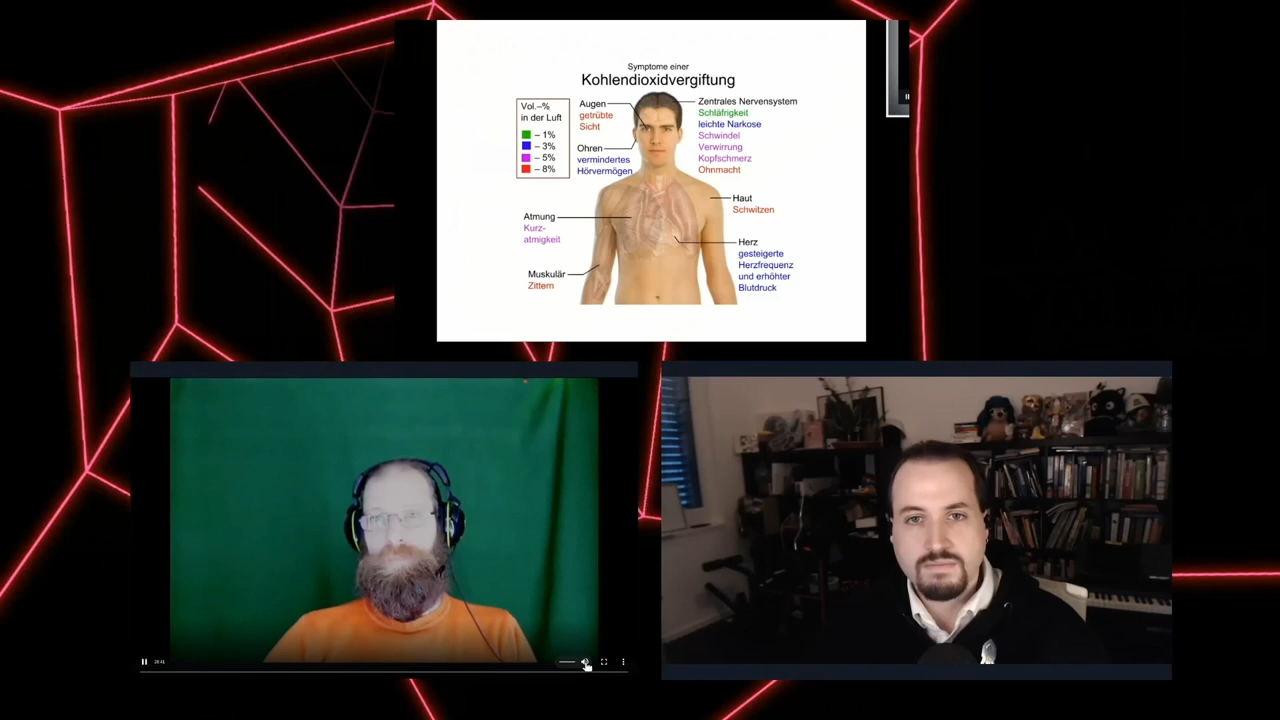 Symptome einer
Kohlendioxidvergiftung
Vol.–%
in der Luft
– 1%
– 3%
– 5%
– 8%
Augen
getrübte
Sicht
Ohren
vermindertes
Hörvermögen
Zentrales Nervensystem
Schläfrigkeit
leichte Narkose
Schwindel
Verwirrung
Kopfschmerz
Ohnmacht
Haut
Schwitzen
Atmung
Kurz-
atmigkeit
Herz
gesteigerte
Herzfrequenz
und erhöhter
Blutdruck
Muskulär
Zittern